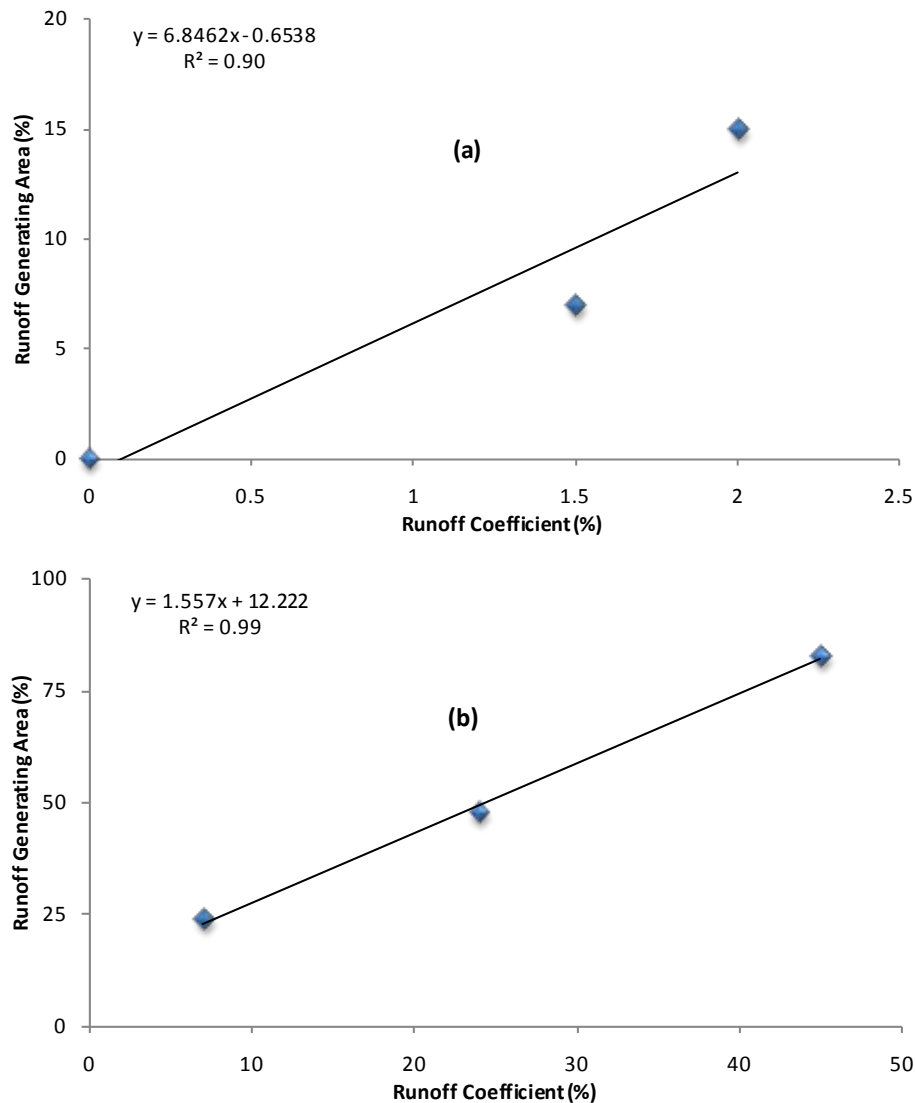 20
y = 6.8462x - 0.6538
R² = 0.90
15
(a)
10
5
0
Runoff Generating Area (%)
0 0.5 1 1.5 2 2.5
Runoff Coefficient (%)
100
y = 1.557x + 12.222
R² = 0.99
75
(b)
50
25
0
Runoff Generating Area (%)
0 10 20 30 40 50
Runoff Coefficient (%)